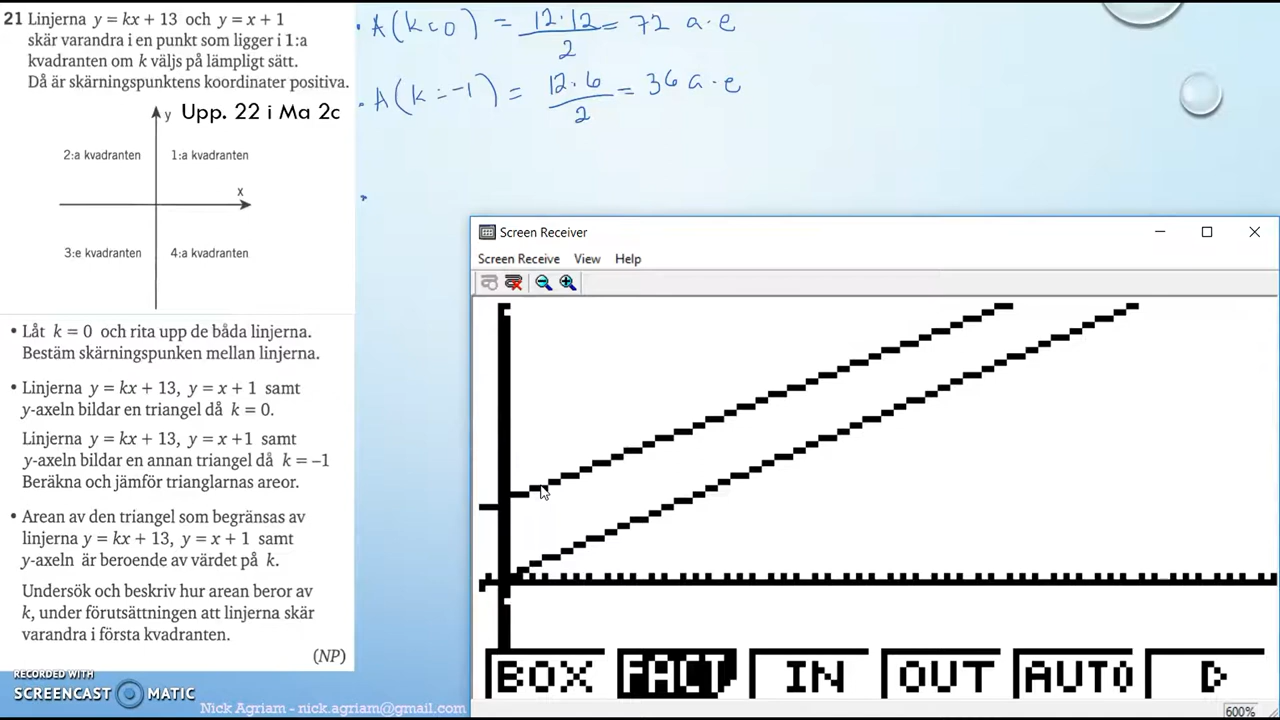 21 Linjerna y = kx + 13 och y = x + 1
skär varandra i en punkt som ligger i 1:a
kvadranten om k väljs på lämpligt sätt.
Då är skärningspunktens koordinater positiva.
Upp. 22 i Ma 2c
y
2:a kvadranten
1:a kvadranten
x
3:e kvadranten
4:a kvadranten
• Låt k = 0 och rita upp de båda linjerna.
Bestäm skärningspunken mellan linjerna.
• Linjerna y = kx + 13, y = x + 1 samt
y-axeln bildar en triangel då k = 0.
Linjerna y = kx + 13, y = x +1 samt
y-axeln bildar en annan triangel då k = −1
Beräkna och jämför trianglarnas areor.
• Arean av den triangel som begränsas av
linjerna y = kx + 13, y = x + 1 samt
y-axeln är beroende av värdet på k.
Undersök och beskriv hur arean beror av
k, under förutsättningen att linjerna skär
varandra i första kvadranten.
(NP)
• A(k=0) = 12·12/2 = 72 a·e
• A(k=-1) = 12·6/2 = 36 a·e
Screen Receiver
Screen Receive View Help
BOX FACT IN OUT AUTO
600%
RECORDED WITH
SCREENCAST MATIC
Nick Agriam - nick.agriam@gmail.com